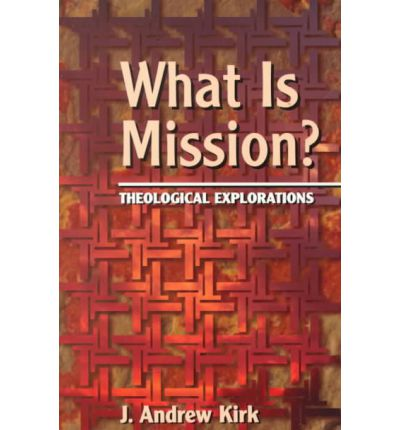 What Is
Mission?
THEOLOGICAL EXPLORATIONS
J. Andrew Kirk